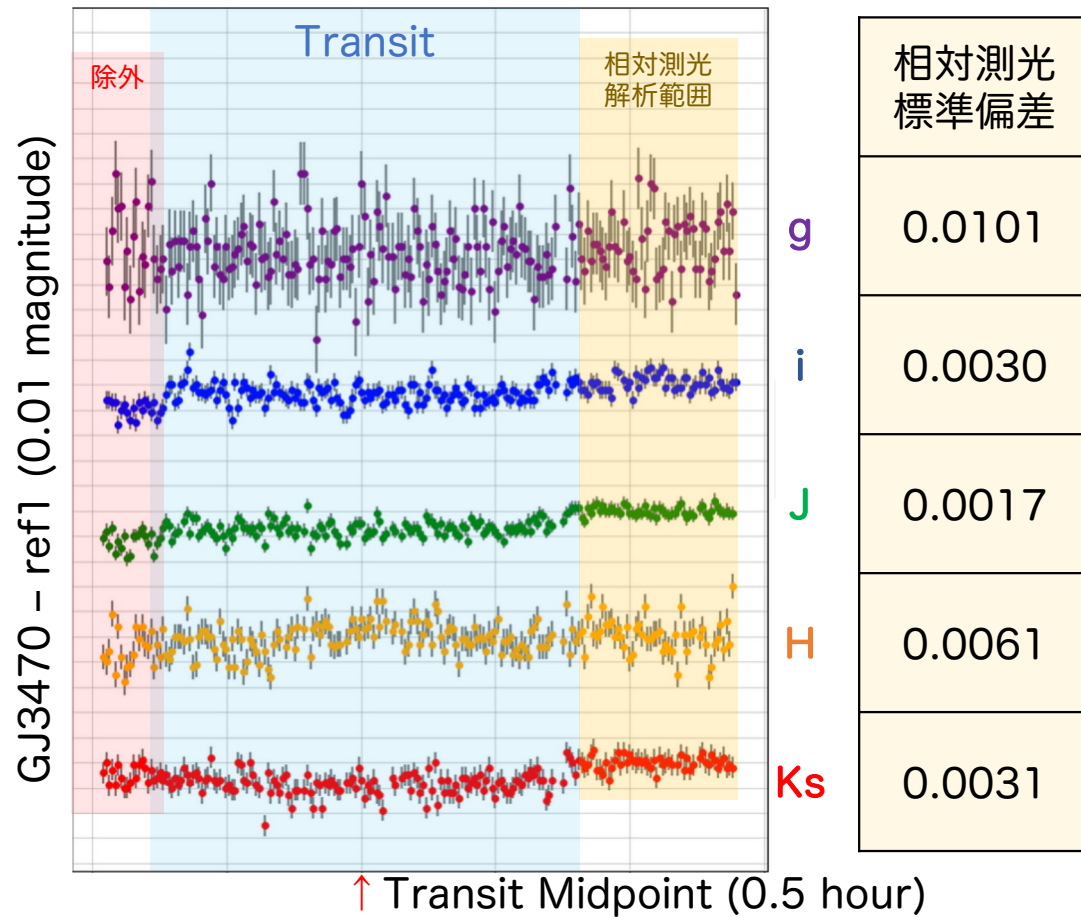 Transit
除外
相対測光
解析範囲
GJ3470 – ref1 (0.01 magnitude)
g
i
J
H
Ks
↑ Transit Midpoint (0.5 hour)
相対測光
標準偏差
0.0101
0.0030
0.0017
0.0061
0.0031